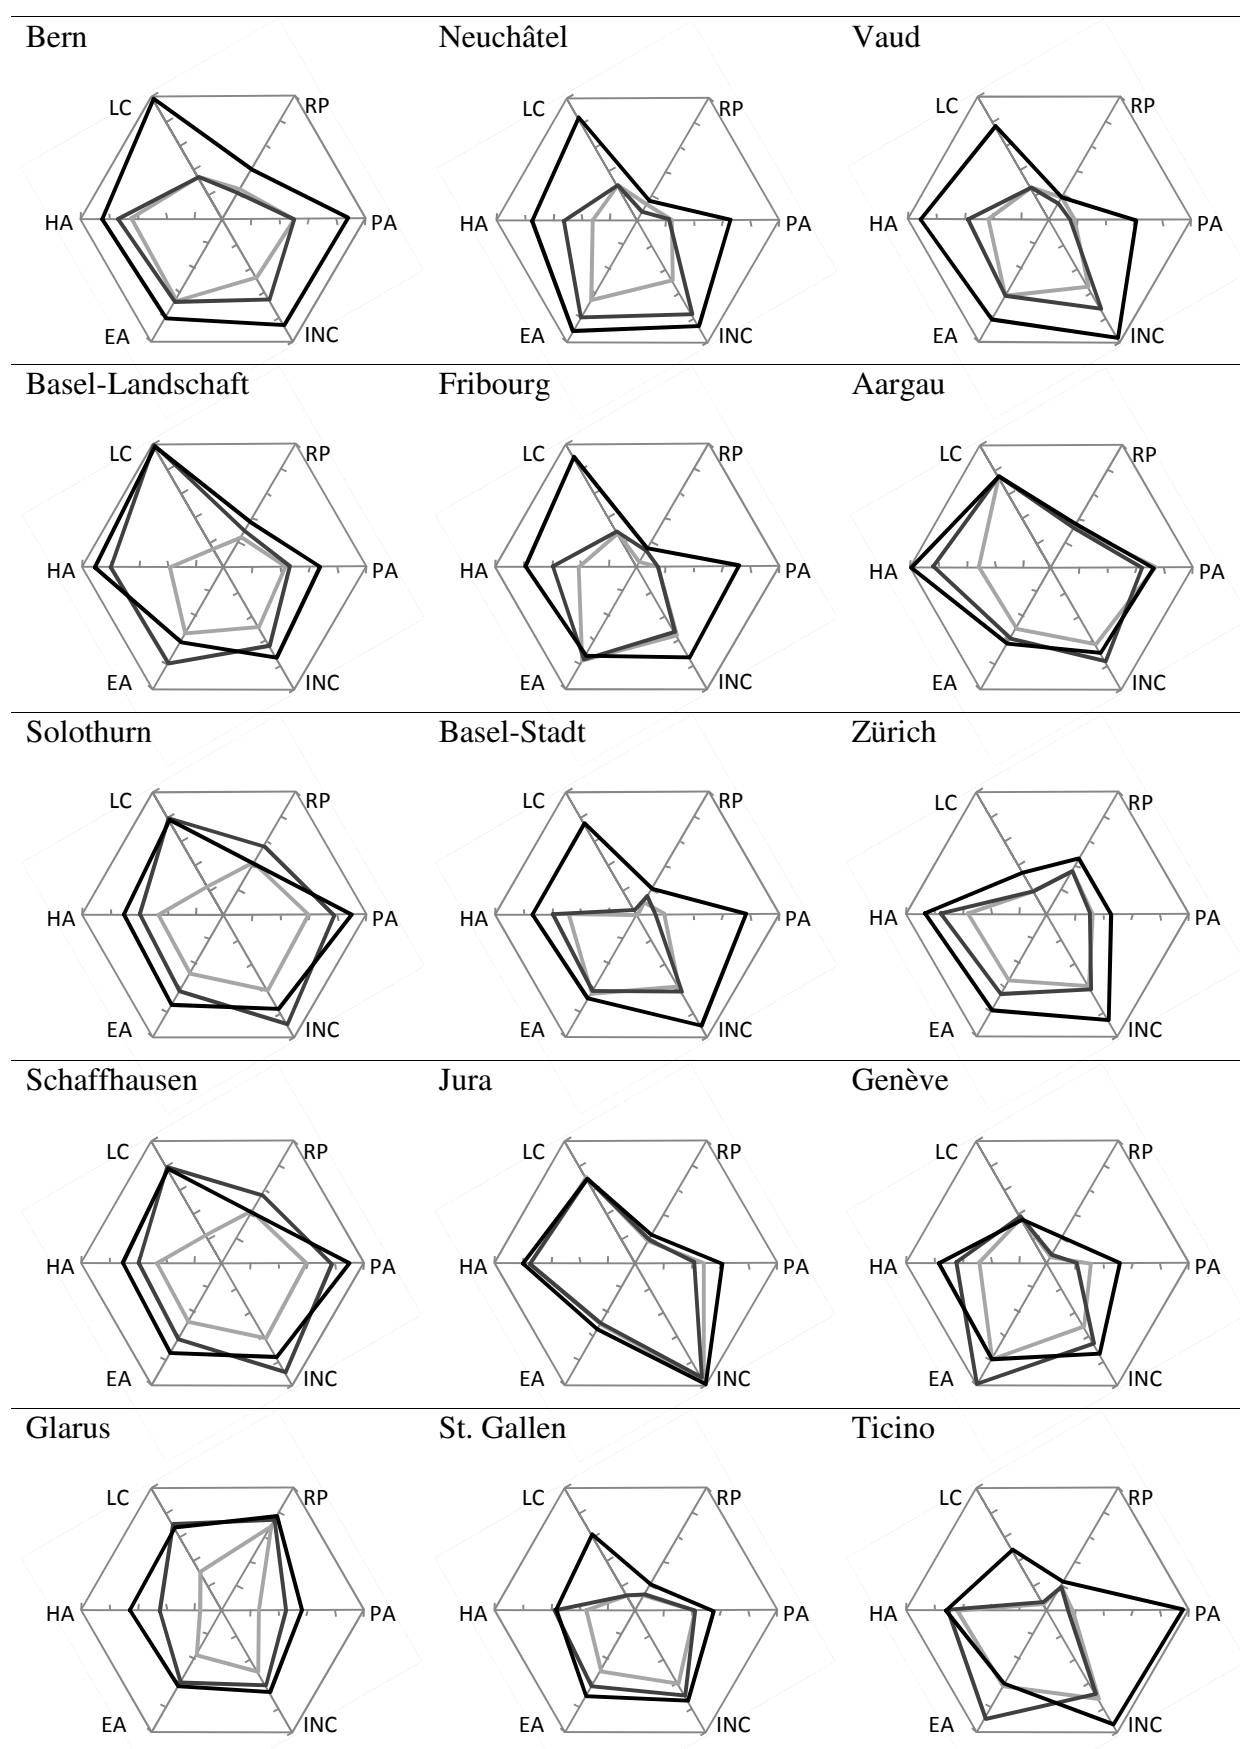 Bern Neuchâtel Vaud
LC RP LC RP LC RP
HA PA HA PA HA PA
EA INC EA INC EA INC
Basel-Landschaft Fribourg Aargau
LC RP LC RP LC RP
HA PA HA PA HA PA
EA INC EA INC EA INC
Solothurn Basel-Stadt Zürich
LC RP LC RP LC RP
HA PA HA PA HA PA
EA INC EA INC EA INC
Schaffhausen Jura Genève
LC RP LC RP LC RP
HA PA HA PA HA PA
EA INC EA INC EA INC
Glarus St. Gallen Ticino
LC RP LC RP LC RP
HA PA HA PA HA PA
EA INC EA INC EA INC